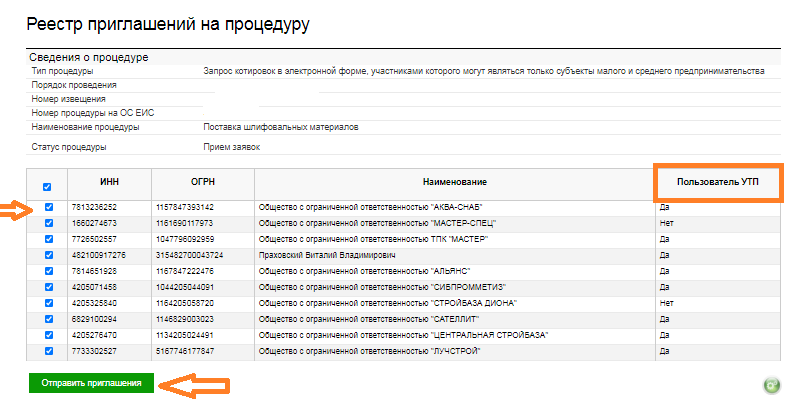 Реестр приглашений на процедуру
Сведения о процедуре
Тип процедуры Запрос котировок в электронной форме, участниками которого могут являться только субъекты малого и среднего предпринимательства
Порядок проведения
Номер извещения
Номер процедуры на ОС ЕИС
Наименование процедуры Поставка шлифовальных материалов
Статус процедуры Прием заявок
ИНН ОГРН Наименование Пользователь УТП
7813236252 1157847393142 Общество с ограниченной ответственностью "АКВА-СНАБ" Да
1660274673 1161690117973 Общество с ограниченной ответственностью "МАСТЕР-СПЕЦ" Нет
7726502557 1047796092959 Общество с ограниченной ответственностью ТПК "МАСТЕР" Да
482100917276 315482700043724 Праховский Виталий Владимирович Да
7814651928 1167847222476 Общество с ограниченной ответственностью "АЛЬЯНС" Да
4205071458 1044205044091 Общество с ограниченной ответственностью "СИБПРОММЕТИЗ" Да
4205325840 1164205058720 Общество с ограниченной ответственностью "СТРОЙБАЗА ДИОНА" Нет
6829100294 1146829003023 Общество с ограниченной ответственностью "САТЕЛЛИТ" Да
4205276470 1134205024491 Общество с ограниченной ответственностью "ЦЕНТРАЛЬНАЯ СТРОЙБАЗА" Да
7733302527 5167746177847 Общество с ограниченной ответственностью "ЛУЧСТРОЙ" Да
Отправить приглашения